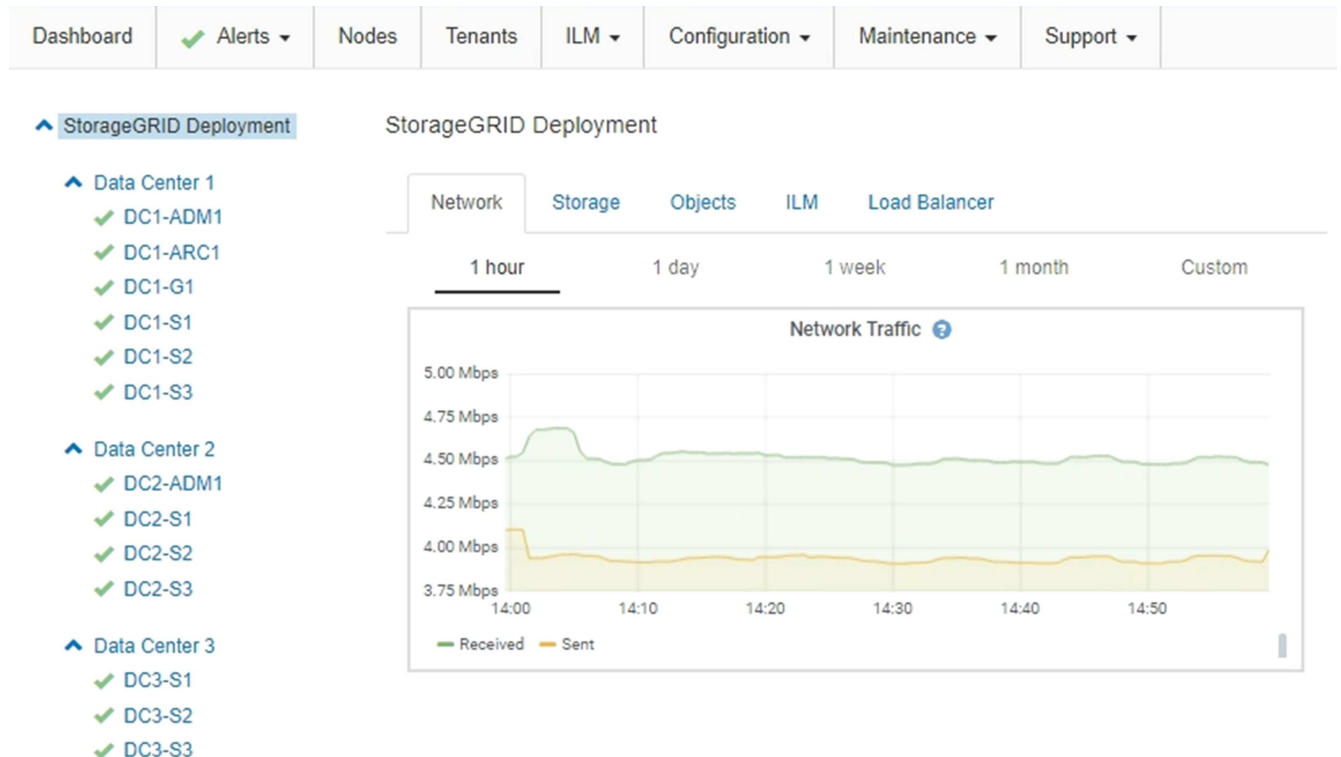 Dashboard Alerts Nodes Tenants ILM Configuration Maintenance Support
StorageGRID Deployment
Data Center 1
DC1-ADM1
DC1-ARC1
DC1-G1
DC1-S1
DC1-S2
DC1-S3
Data Center 2
DC2-ADM1
DC2-S1
DC2-S2
DC2-S3
Data Center 3
DC3-S1
DC3-S2
DC3-S3
StorageGRID Deployment
Network Storage Objects ILM Load Balancer
1 hour 1 day 1 week 1 month Custom
Network Traffic ?
5.00 Mbps
4.75 Mbps
4.50 Mbps
4.25 Mbps
4.00 Mbps
3.75 Mbps
14:00 14:10 14:20 14:30 14:40 14:50
Received Sent